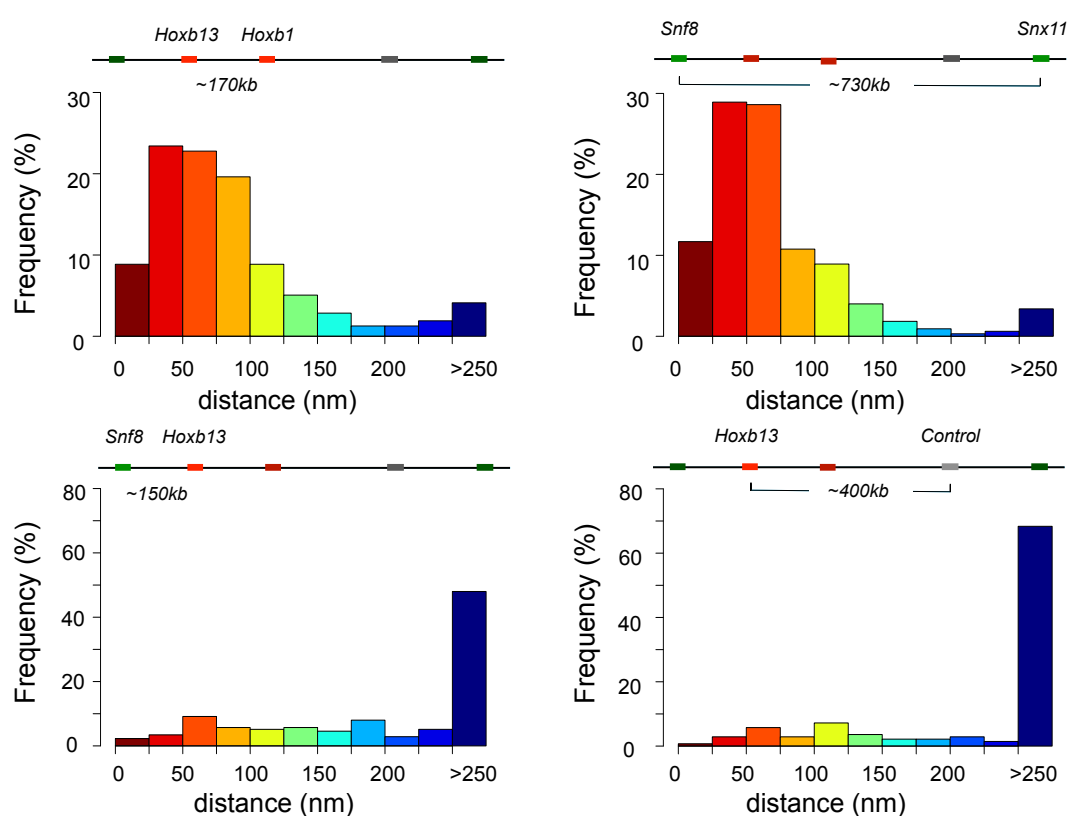 Hoxb13 Hoxb1
~170kb
Frequency (%)
30
20
10
0
0 50 100 150 200 >250
distance (nm)
Snf8 Snx11
~730kb
Frequency (%)
30
20
10
0
0 50 100 150 200 >250
distance (nm)
Snf8 Hoxb13
~150kb
Frequency (%)
80
60
40
20
0
0 50 100 150 200 >250
distance (nm)
Hoxb13 Control
~400kb
Frequency (%)
80
60
40
20
0
0 50 100 150 200 >250
distance (nm)